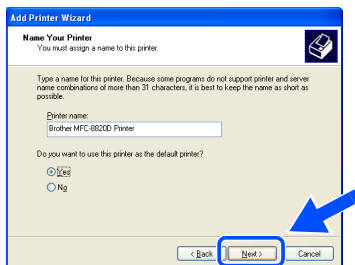 Add Printer Wizard
Name Your Printer
You must assign a name to this printer.
Type a name for this printer. Because some programs do not support printer and server
name combinations of more than 31 characters, it is best to keep the name as short as
possible.
Printer name:
Brother MFC-8820D Printer
Do you want to use this printer as the default printer?
Yes
No
< Back
Next >
Cancel